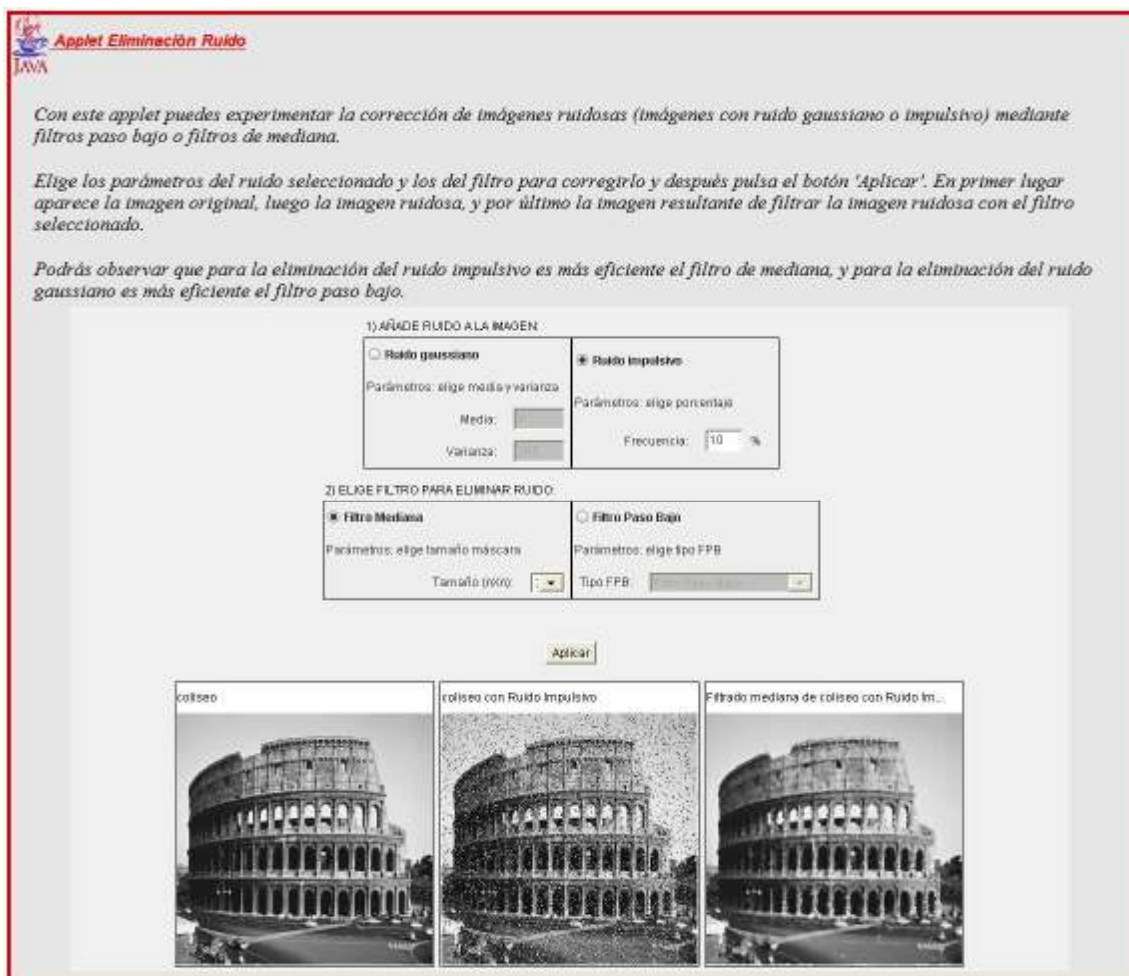 Applet Eliminación Ruido
JAVA
Con este applet puedes experimentar la corrección de imágenes ruidosas (imágenes con ruido gaussiano o impulsivo) mediante
filtros paso bajo o filtros de mediana.
Elige los parámetros del ruido seleccionado y los del filtro para corregirlo y después pulsa el botón 'Aplicar'. En primer lugar
aparece la imagen original, luego la imagen ruidosa, y por último la imagen resultante de filtrar la imagen ruidosa con el filtro
seleccionado.
Podrás observar que para la eliminación del ruido impulsivo es más eficiente el filtro de mediana, y para la eliminación del ruido
gaussiano es más eficiente el filtro paso bajo.
1) AÑADE RUIDO A LA IMAGEN:
Ruido gaussiano
Parámetros: elige media y varianza
Media:
Varianza:
Ruido impulsivo
Parámetros: elige porcentaje
Frecuencia: 10 %
2) ELIGE FILTRO PARA ELIMINAR RUIDO:
Filtro Mediana
Parámetros: elige tamaño máscara
Tamaño (nxn):
Filtro Paso Bajo
Parámetros: elige tipo FPB
Tipo FPB:
Aplicar
coliseo
coliseo con Ruido Impulsivo
Filtrado mediana de coliseo con Ruido Im...